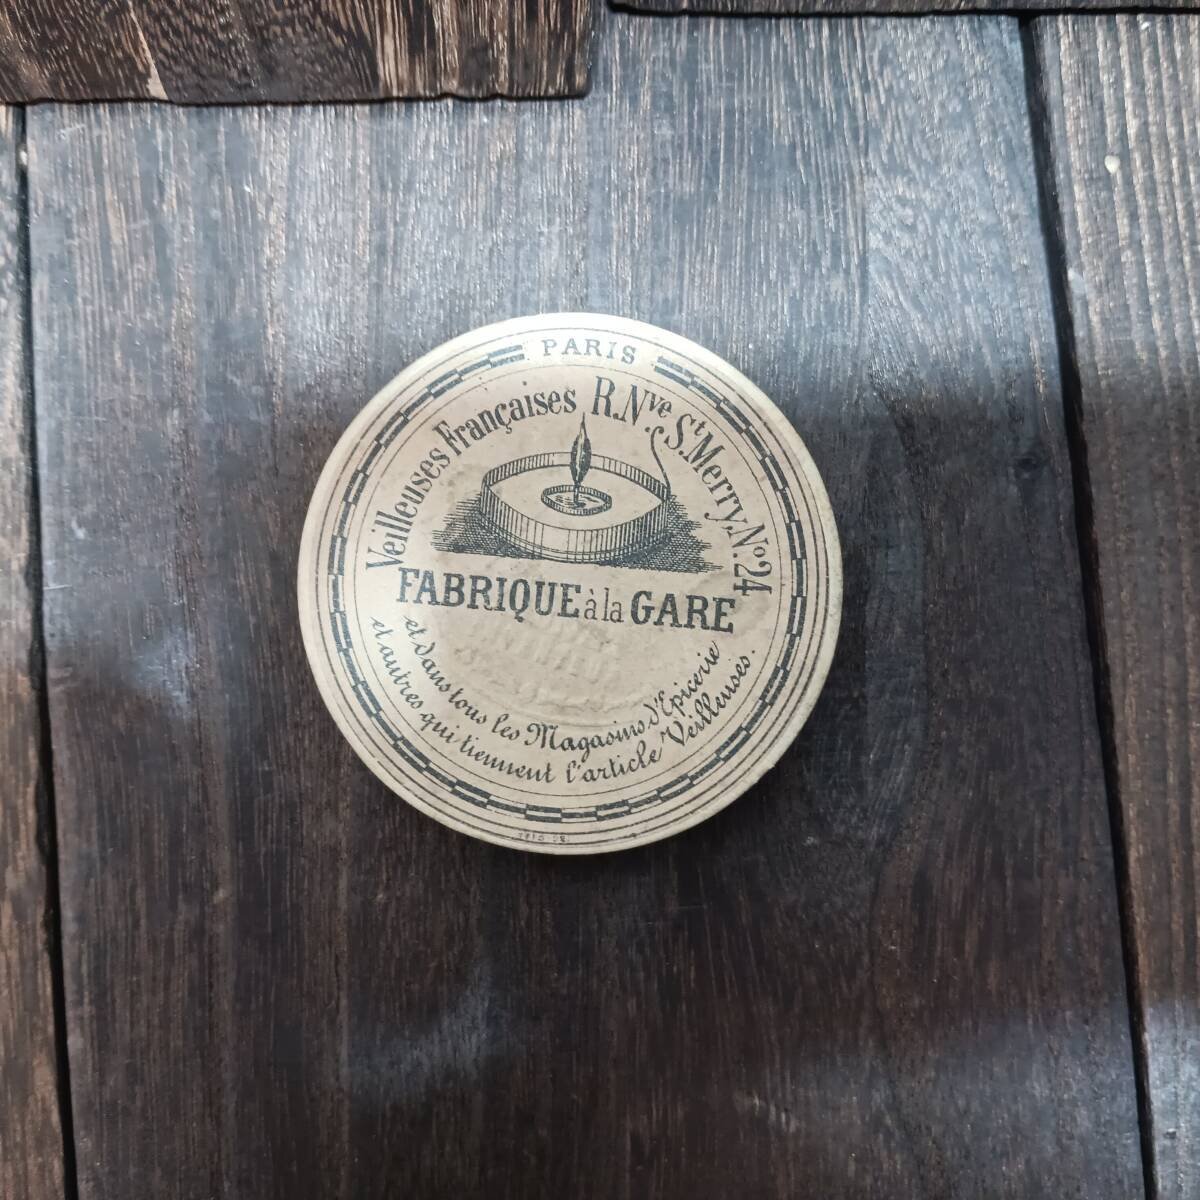 PARIS
Veilleuses Françaises R. Nve St. Merry, No. 24
FABRIQUE à la GARE
et dans tous les Magasins d'Epicerie
et autres qui tiennent l'article Veilleuses.